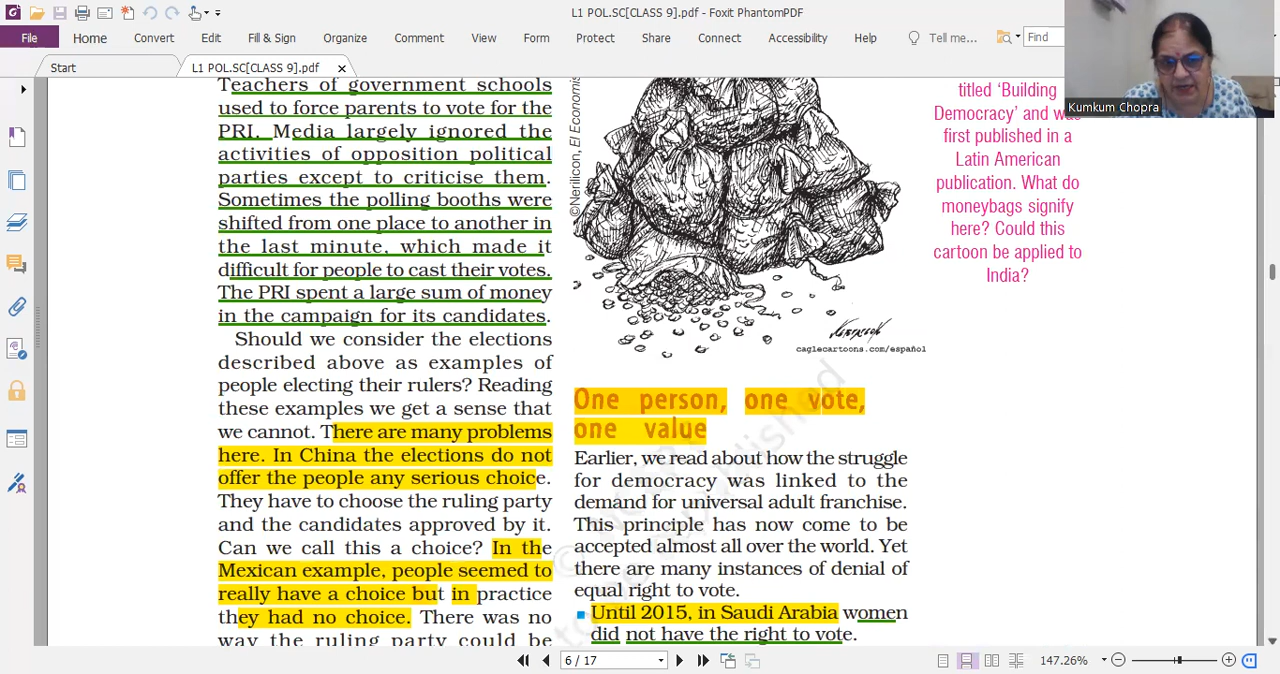 L1 POL.SC[CLASS 9].pdf - Foxit PhantomPDF
File Home Convert Edit Fill & Sign Organize Comment View Form Protect Share Connect Accessibility Help Tell me... Find
Start L1 POL.SC[CLASS 9].pdf
Kumkum Chopra
Teachers of government schools
used to force parents to vote for the
PRI. Media largely ignored the
activities of opposition political
parties except to criticise them.
Sometimes the polling booths were
shifted from one place to another in
the last minute, which made it
difficult for people to cast their votes.
The PRI spent a large sum of money
in the campaign for its candidates.
Should we consider the elections
described above as examples of
people electing their rulers? Reading
these examples we get a sense that
we cannot. There are many problems
here. In China the elections do not
offer the people any serious choice.
They have to choose the ruling party
and the candidates approved by it.
Can we call this a choice? In the
Mexican example, people seemed to
really have a choice but in practice
they had no choice. There was no
way the ruling party could be
©Nerilicon, El Economis
caglecartoons.com/español
titled ‘Building
Democracy’ and was
first published in a
Latin American
publication. What do
moneybags signify
here? Could this
cartoon be applied to
India?
One person, one vote,
one value
Earlier, we read about how the struggle
for democracy was linked to the
demand for universal adult franchise.
This principle has now come to be
accepted almost all over the world. Yet
there are many instances of denial of
equal right to vote.
Until 2015, in Saudi Arabia women
did not have the right to vote.
6 / 17
147.26%